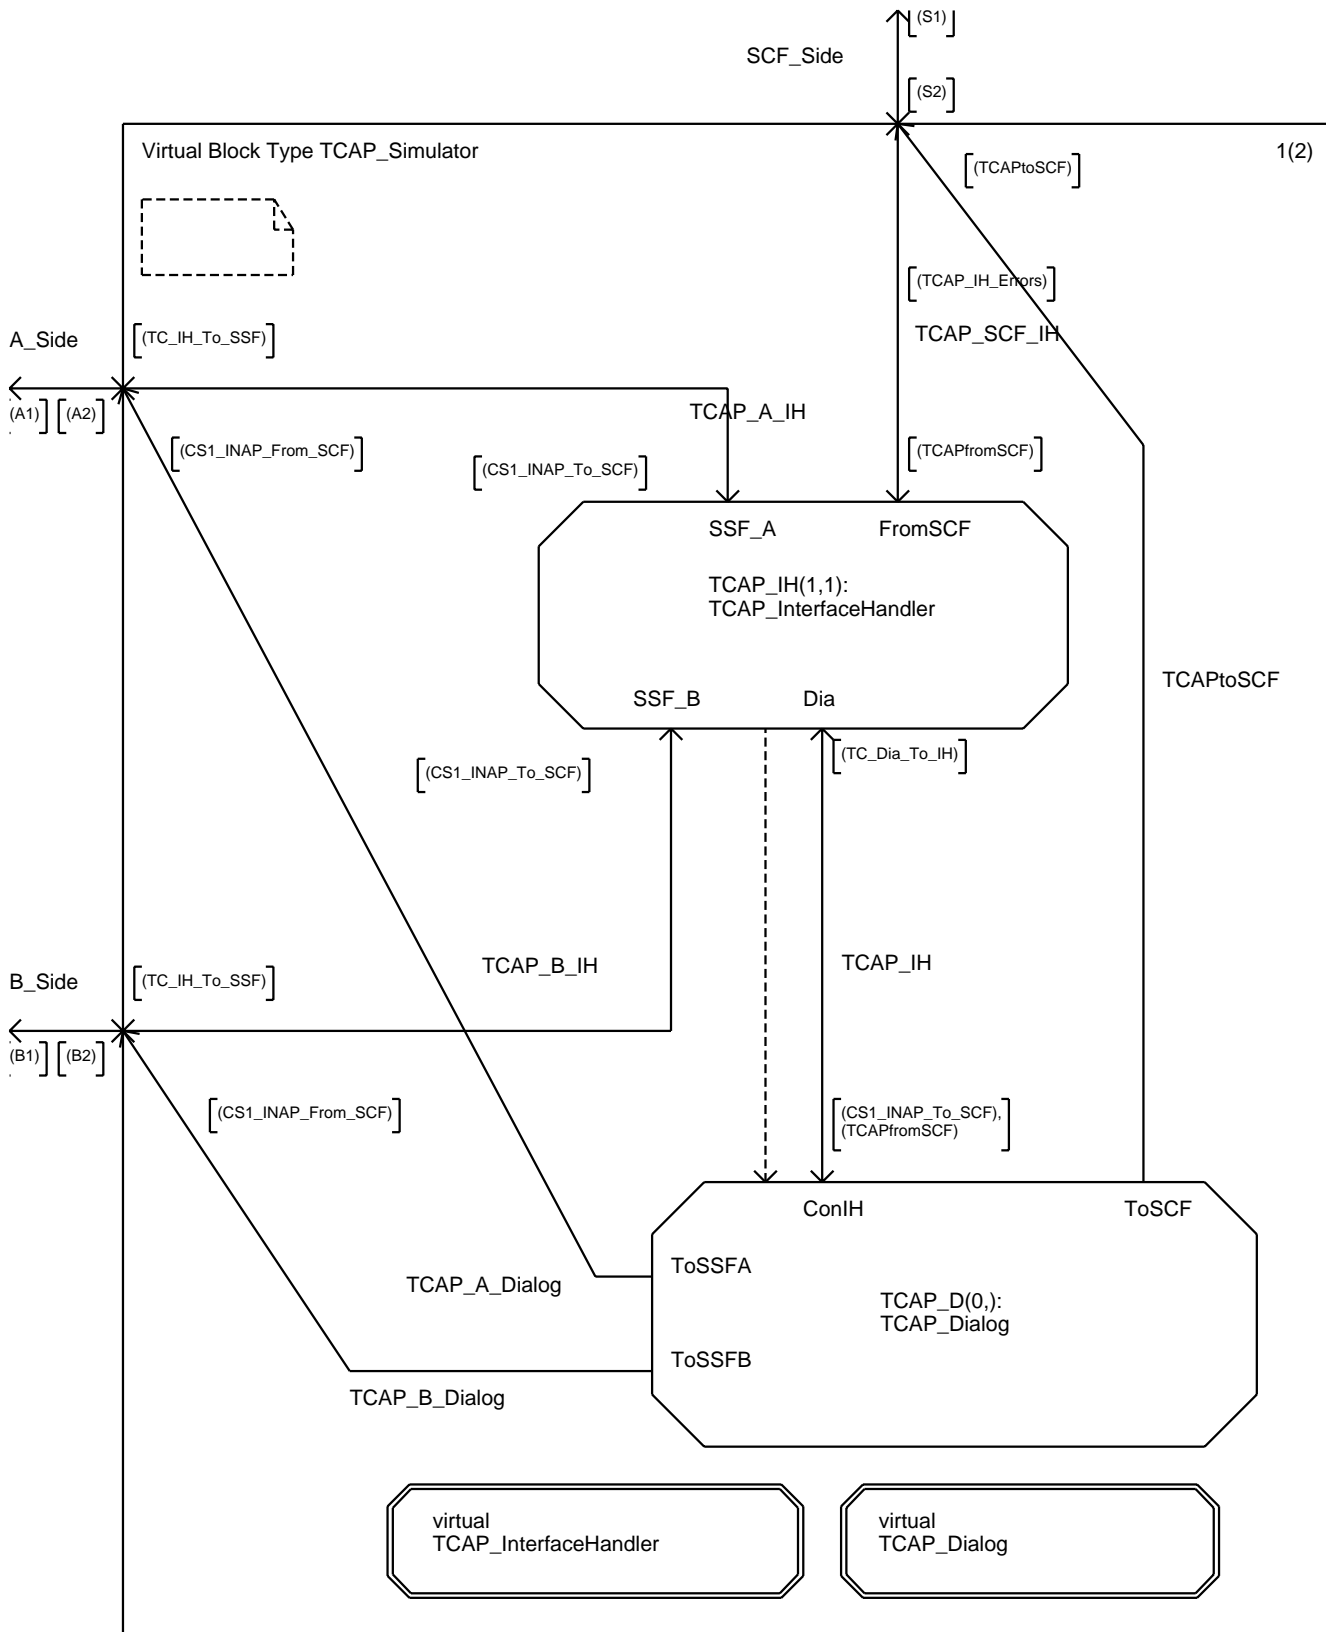 (S1)
SCF_Side
(S2)
Virtual Block Type TCAP_Simulator
1(2)
(TCAPtoSCF)
(TCAP_IH_Errors)
A_Side
(TC_IH_To_SSF)
TCAP_SCF_IH
(A1)
(A2)
TCAP_A_IH
(CS1_INAP_From_SCF)
(CS1_INAP_To_SCF)
(TCAPfromSCF)
SSF_A
FromSCF
TCAP_IH(1,1):
TCAP_InterfaceHandler
TCAPtoSCF
SSF_B
Dia
(CS1_INAP_To_SCF)
(TC_Dia_To_IH)
TCAP_B_IH
TCAP_IH
B_Side
(TC_IH_To_SSF)
(B1)
(B2)
(CS1_INAP_From_SCF)
(CS1_INAP_To_SCF),
(TCAPfromSCF)
ConIH
ToSCF
ToSSFA
TCAP_A_Dialog
TCAP_D(0,):
TCAP_Dialog
ToSSFB
TCAP_B_Dialog
virtual
TCAP_InterfaceHandler
virtual
TCAP_Dialog